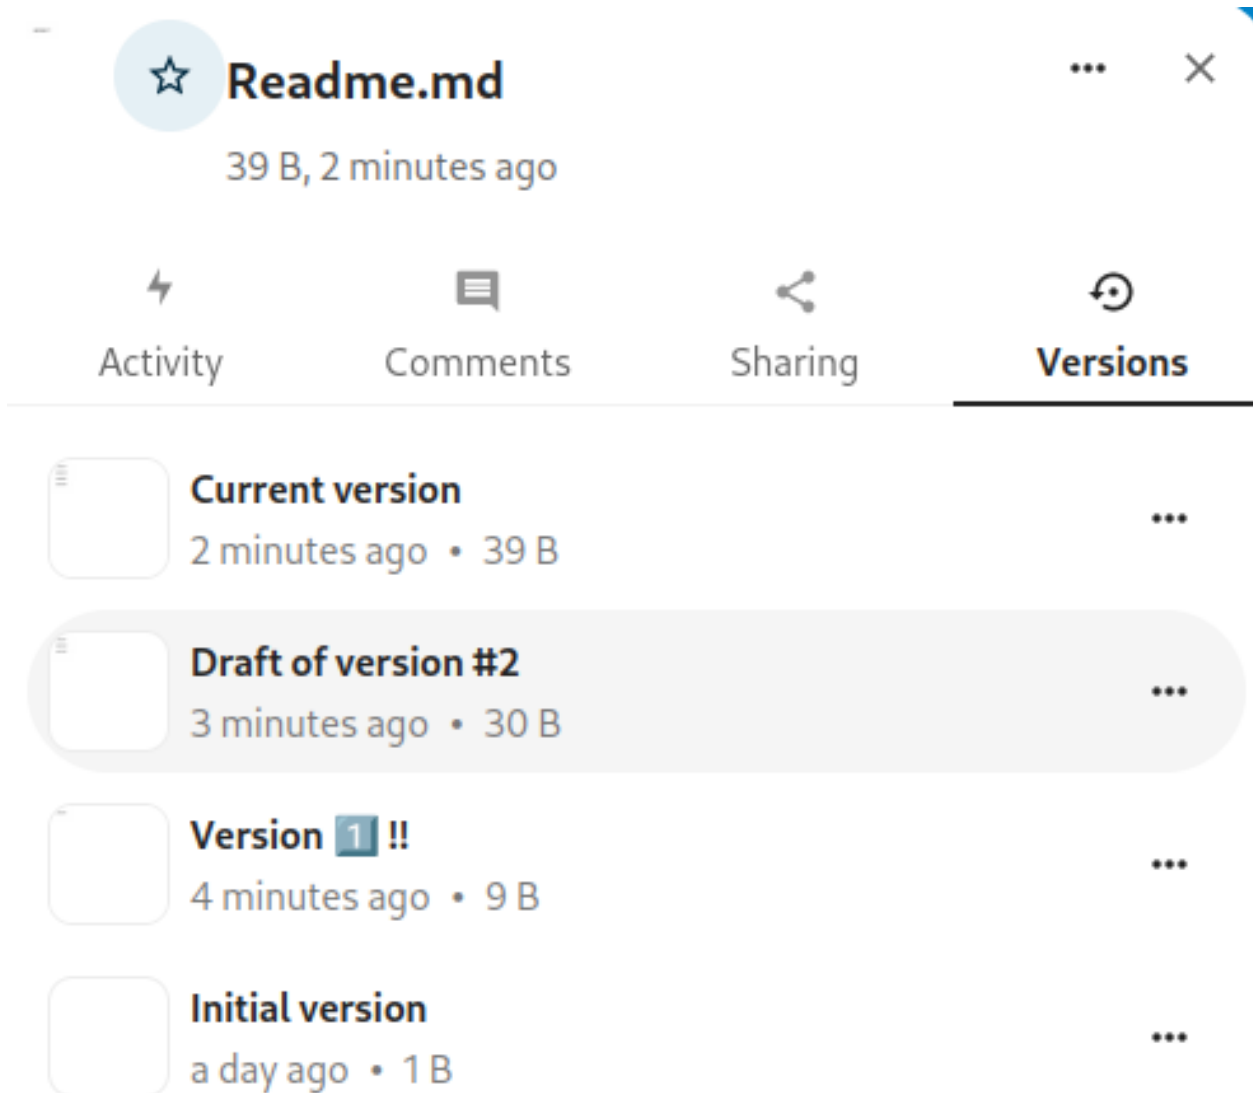 Readme.md
39 B, 2 minutes ago
Activity
Comments
Sharing
Versions
Current version
2 minutes ago • 39 B
Draft of version #2
3 minutes ago • 30 B
Version 1️⃣ !!
4 minutes ago • 9 B
Initial version
a day ago • 1 B